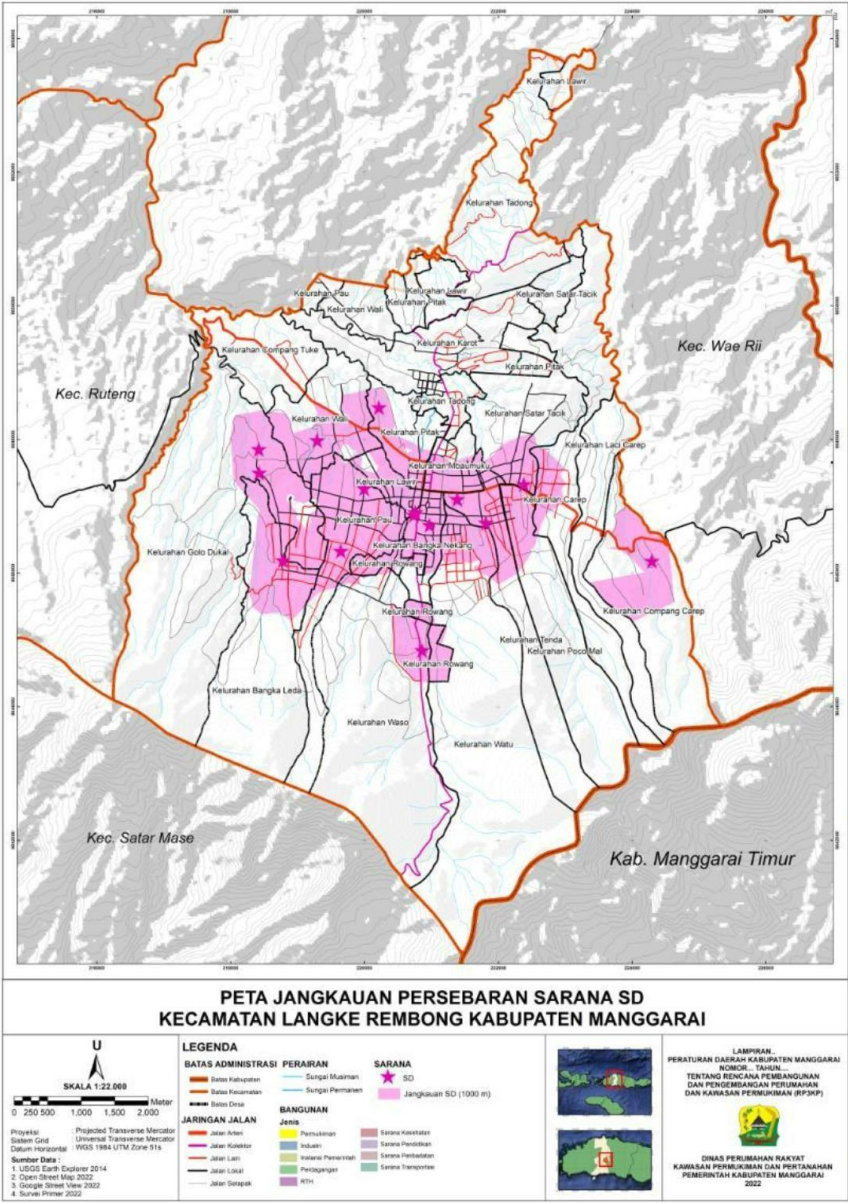 Kelurahan Lawir
Kelurahan Tadong
Kelurahan Pau
Kelurahan Lawir
Kelurahan Pitak
Kelurahan Satar Tacik
Kelurahan Wali
Kelurahan Karot
Kelurahan Compang Tuke
Kec. Wae Rii
Kelurahan Pitak
Kec. Ruteng
Kelurahan Tadong
Kelurahan Satar Tacik
Kelurahan Wali
Kelurahan Pitak
Kelurahan Laci Carep
Kelurahan Mbaumuku
Kelurahan Lawir
Kelurahan Carep
Kelurahan Pau
Kelurahan Bangka Nekang
Kelurahan Golo Dukal
Kelurahan Rowang
Kelurahan Rowang
Kelurahan Compang Carep
Kelurahan Tenda
Kelurahan Poco Mal
Kelurahan Rowang
Kelurahan Bangka Leda
Kelurahan Waso
Kelurahan Watu
Kec. Satar Mase
Kab. Manggarai Timur
PETA JANGKAUAN PERSEBARAN SARANA SD
KECAMATAN LANGKE REMBONG KABUPATEN MANGGARAI
U
SKALA 1:22.000
Meter
0 250 500 1.000 1.500 2.000
Proyeksi : Projected Transverse Mercator
Sistem Grid : Universal Transverse Mercator
Datum Horizontal : WGS 1984 UTM Zone 51s
Sumber Data :
1. USGS Earth Explorer 2014
2. Open Street Map 2022
3. Google Street View 2022
4. Survei Primer 2022
LEGENDA
BATAS ADMINISTRASI
Batas Kabupaten
Batas Kecamatan
Batas Desa
JARINGAN JALAN
Jalan Arteri
Jalan Kolektor
Jalan Lain
Jalan Lokal
Jalan Setapak
PERAIRAN
Sungai Musiman
Sungai Permanen
BANGUNAN
Jenis
Permukiman
Industri
Instansi Pemerintah
Perdagangan
RTH
Sarana Kesehatan
Sarana Pendidikan
Sarana Peribadatan
Sarana Transportasi
SARANA
SD
Jangkauan SD (1000 m)
LAMPIRAN..
PERATURAN DAERAH KABUPATEN MANGGARAI
NOMOR... TAHUN....
TENTANG RENCANA PEMBANGUNAN
DAN PENGEMBANGAN PERUMAHAN
DAN KAWASAN PERMUKIMAN (RP3KP)
DINAS PERUMAHAN RAKYAT
KAWASAN PERMUKIMAN DAN PERTANAHAN
PEMERINTAH KABUPATEN MANGGARAI
2022